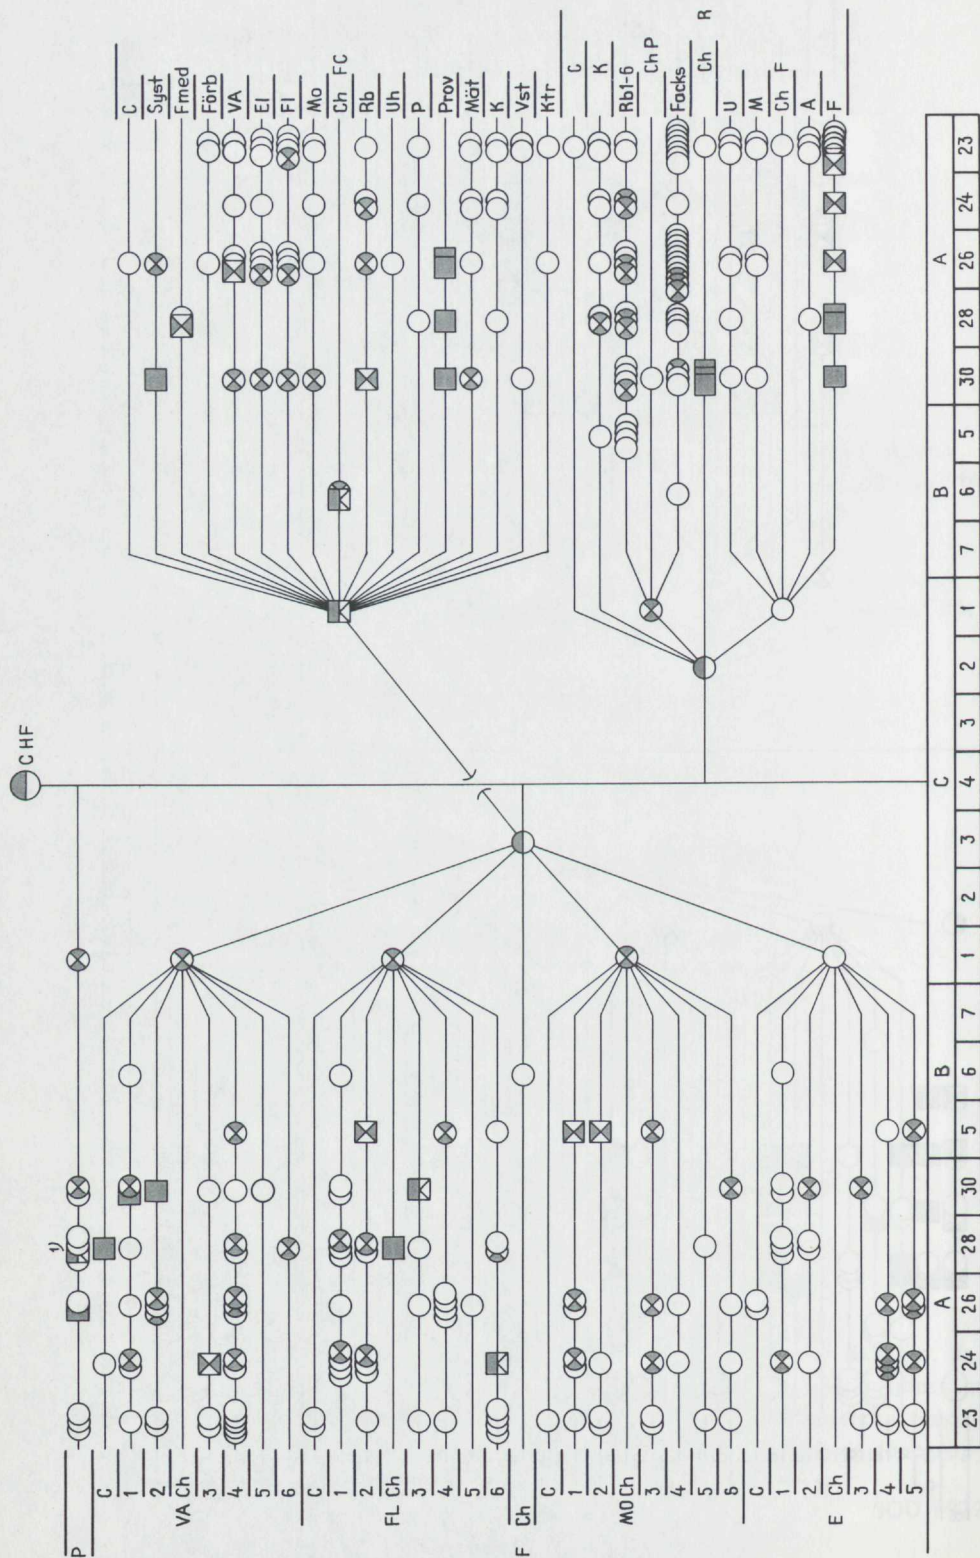 CHF
C
Syst
Fmed
Förb
VA
El
Fl
Mo
Ch FC
Rb
Uh
P
Prov
Mät
K
Vst
Ktr
C
K
Rb1-6
Ch P
Facks
Ch R
U
M
Ch F
A
F
P
C
1
2
VA Ch
3
4
5
6
C
1
2
FL Ch
3
4
5
6
F Ch
C
1
2
MO Ch
3
4
5
6
C
1
2
E Ch
3
4
5
A B C B A
23 24 26 28 30 5 6 7 1 2 3 4 3 2 1 7 6 5 30 28 26 24 23